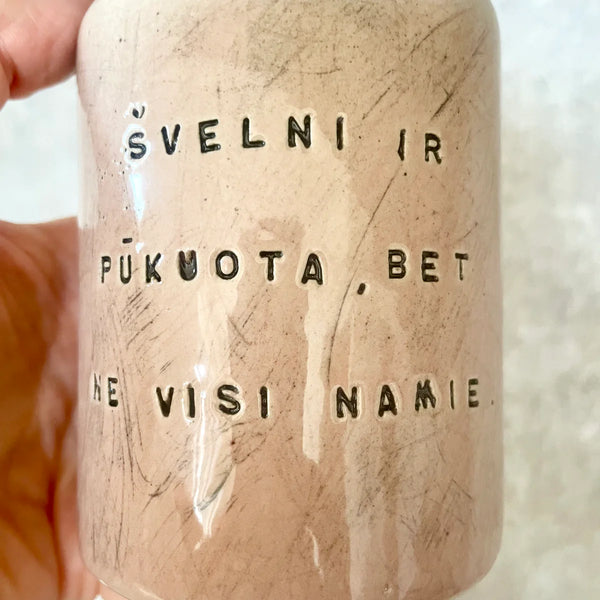 ŠVELNI IR
PŪKUOTA, BET
NE VISI NAMIE.